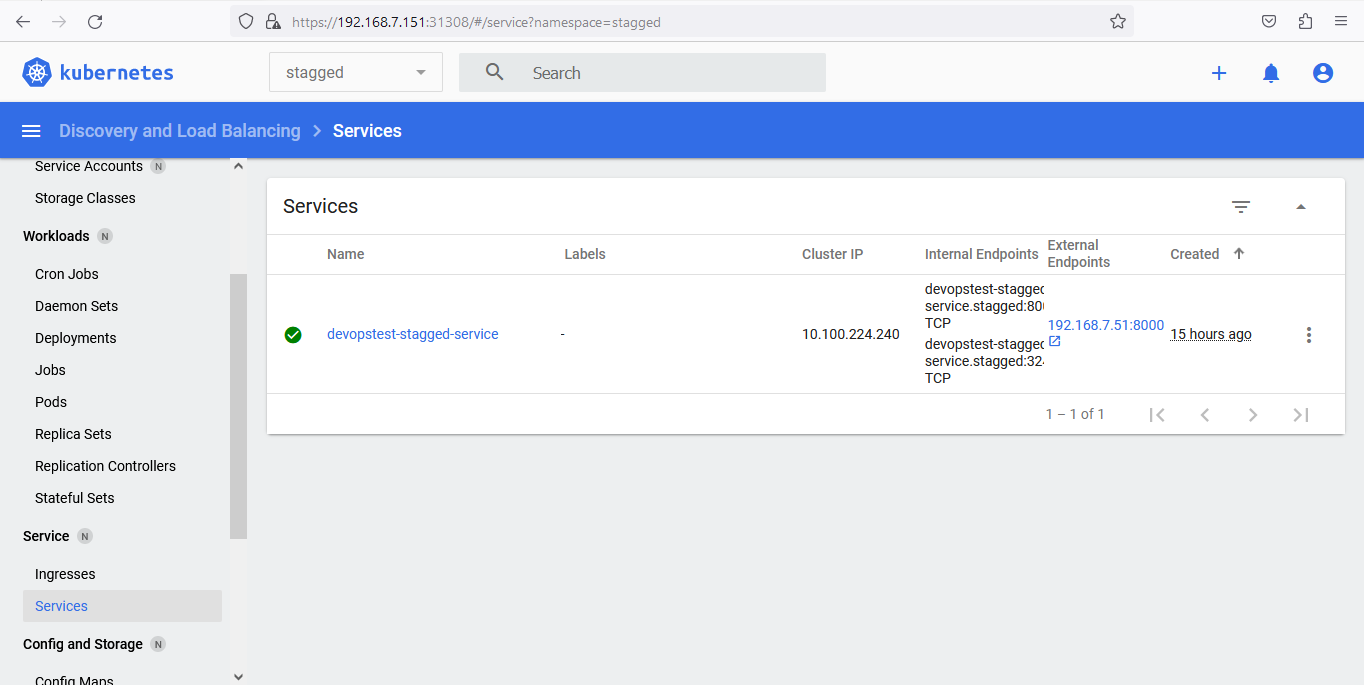 https://192.168.7.151:31308/#/service?namespace=stagged
kubernetes
stagged
Search
Discovery and Load Balancing
Services
Service Accounts N
Storage Classes
Workloads N
Cron Jobs
Daemon Sets
Deployments
Jobs
Pods
Replica Sets
Replication Controllers
Stateful Sets
Service N
Ingresses
Services
Config and Storage N
Config Maps
Services
Name Labels Cluster IP Internal Endpoints External Endpoints Created
devopstest-stagged-service - 10.100.224.240
devopstest-stagged
service.stagged:800
TCP
devopstest-stagged
service.stagged:324
TCP
192.168.7.51:8000
15 hours ago
1 – 1 of 1